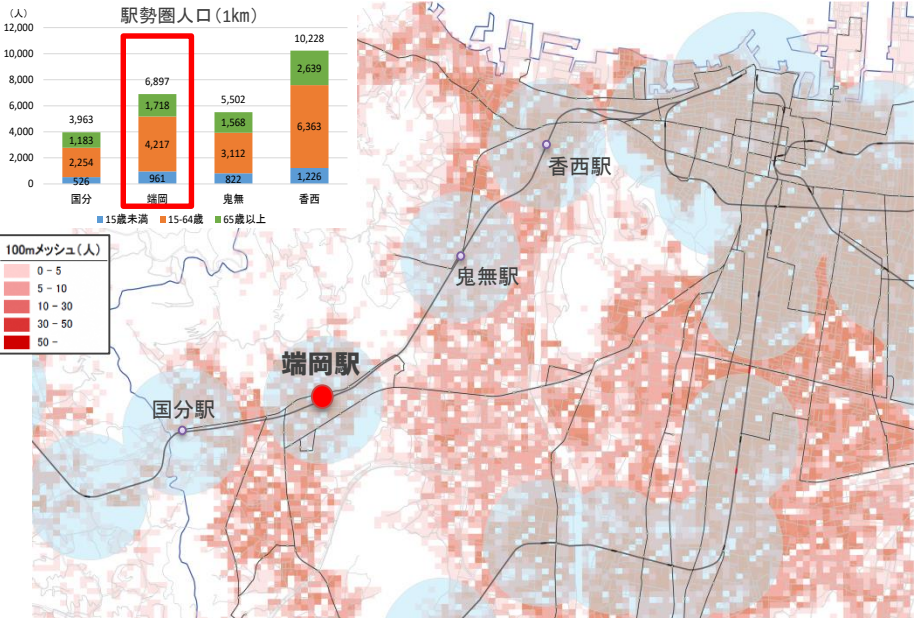 駅勢圏人口(1km)
(人)
12,000
10,000
8,000
6,000
4,000
2,000
0
3,963
1,183
2,254
526
6,897
1,718
4,217
961
5,502
1,568
3,112
822
10,228
2,639
6,363
1,226
国分 端岡 鬼無 香西
15歳未満 15-64歳 65歳以上
100mメッシュ(人)
0 - 5
5 - 10
10 - 30
30 - 50
50 -
香西駅
鬼無駅
端岡駅
国分駅